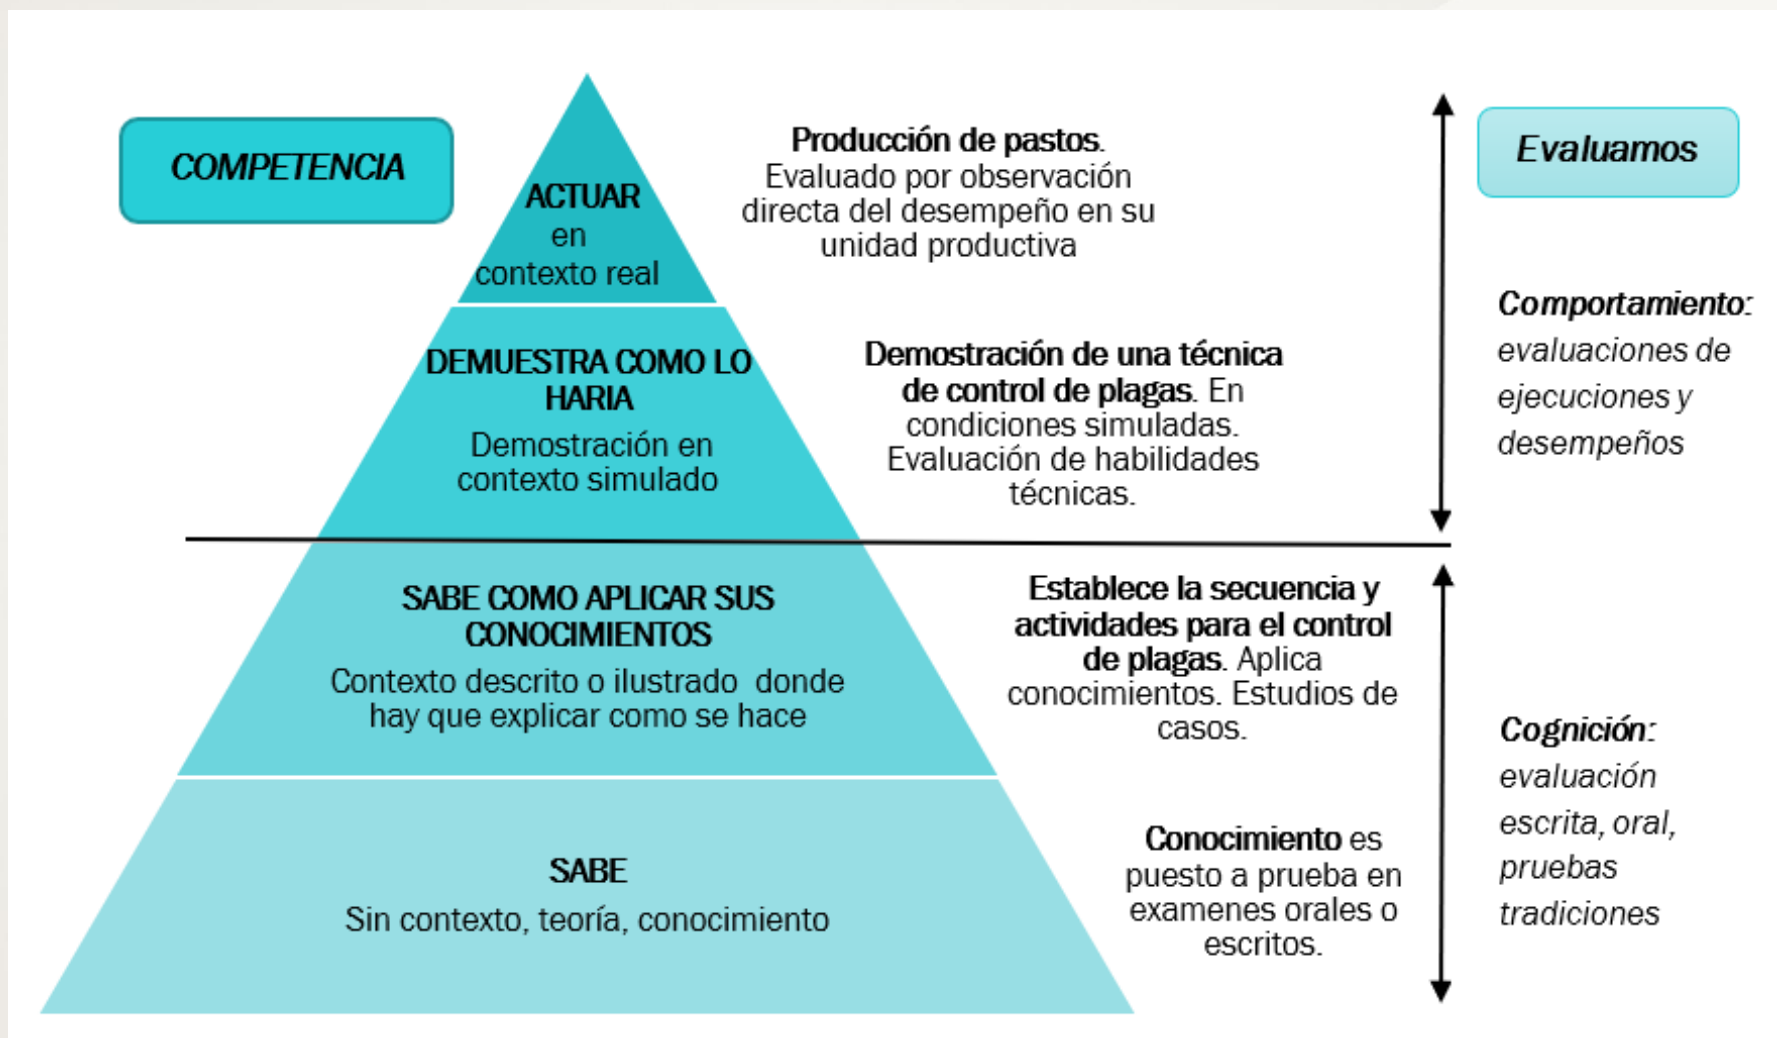 COMPETENCIA
ACTUAR
en
contexto real
Producción de pastos.
Evaluado por observación
directa del desempeño en su
unidad productiva
Evaluamos
DEMUESTRA COMO LO
HARIA
Demostración en
contexto simulado
Demostración de una técnica
de control de plagas. En
condiciones simuladas.
Evaluación de habilidades
técnicas.
Comportamiento:
evaluaciones de
ejecuciones y
desempeños
SABE COMO APLICAR SUS
CONOCIMIENTOS
Contexto descrito o ilustrado donde
hay que explicar como se hace
Establece la secuencia y
actividades para el control
de plagas. Aplica
conocimientos. Estudios de
casos.
SABE
Sin contexto, teoría, conocimiento
Conocimiento es
puesto a prueba en
examenes orales o
escritos.
Cognición:
evaluación
escrita, oral,
pruebas
tradiciones